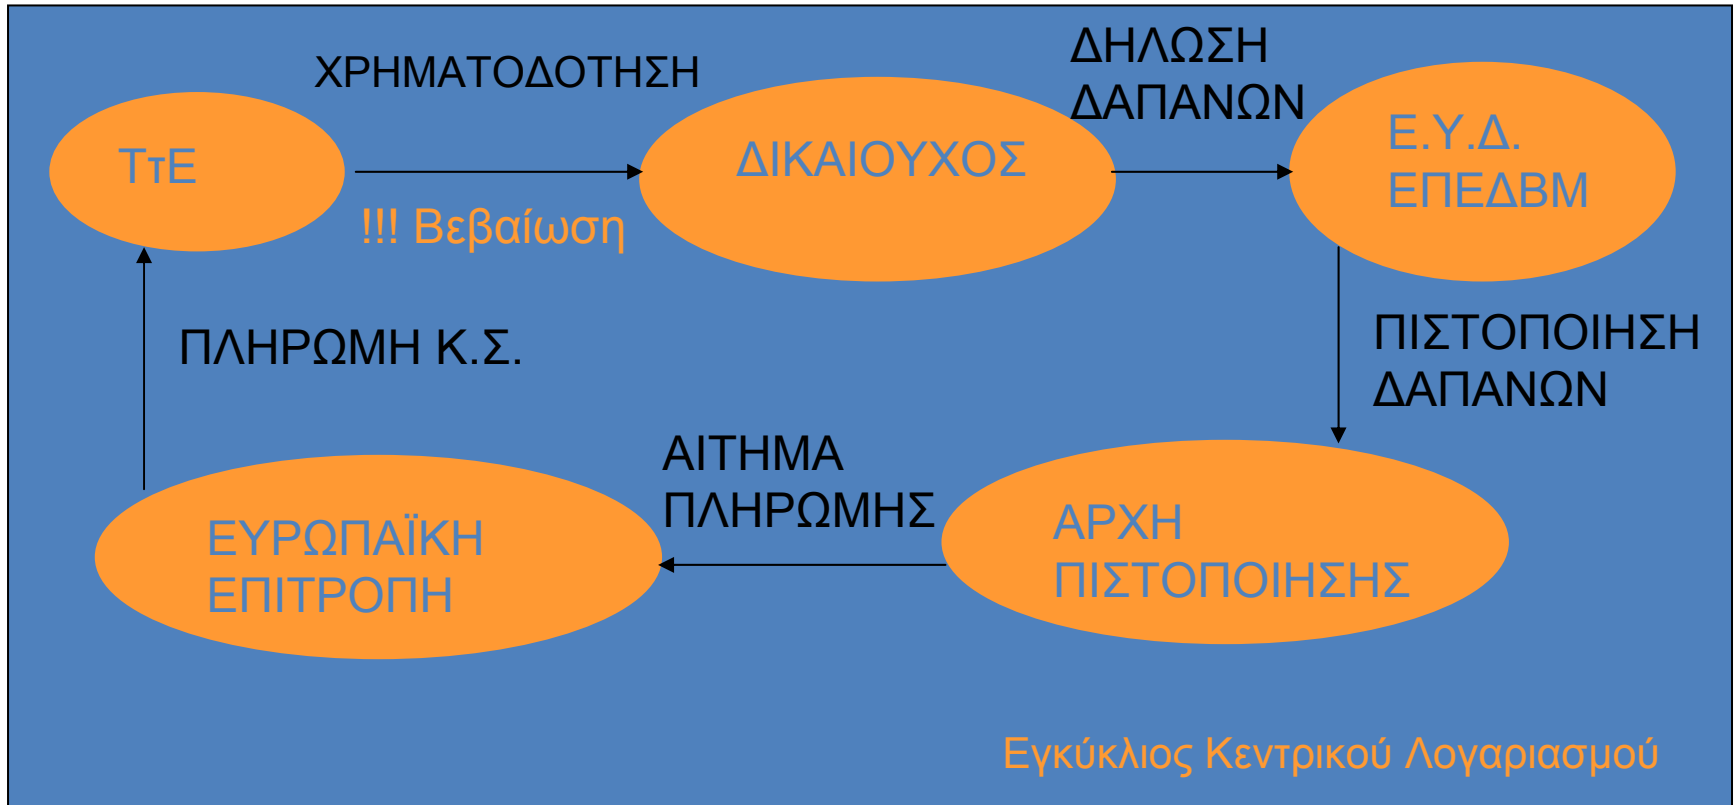 ΧΡΗΜΑΤΟΔΟΤΗΣΗ
ΔΗΛΩΣΗ
ΔΑΠΑΝΩΝ
ΤτΕ
ΔΙΚΑΙΟΥΧΟΣ
Ε.Υ.Δ.
ΕΠΕΔΒΜ
!!! Βεβαίωση
ΠΛΗΡΩΜΗ Κ.Σ.
ΠΙΣΤΟΠΟΙΗΣΗ
ΔΑΠΑΝΩΝ
ΑΙΤΗΜΑ
ΠΛΗΡΩΜΗΣ
ΕΥΡΩΠΑΪΚΗ
ΕΠΙΤΡΟΠΗ
ΑΡΧΗ
ΠΙΣΤΟΠΟΙΗΣΗΣ
Εγκύκλιος Κεντρικού Λογαριασμού